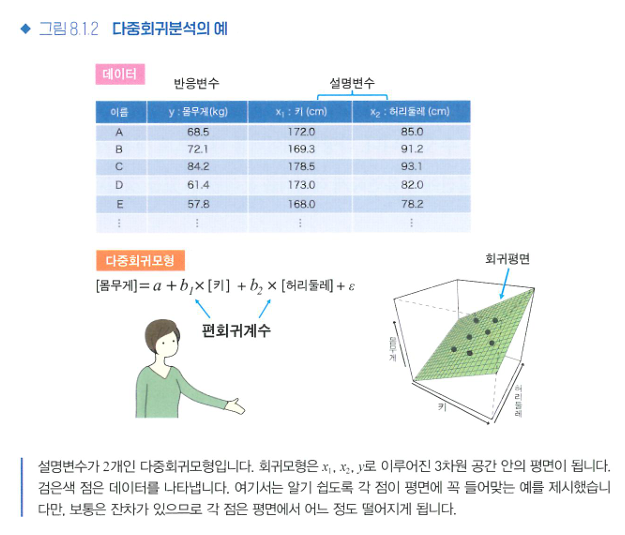 ◆ 그림 8.1.2 다중회귀분석의 예
데이터
반응변수 설명변수
이름 y : 몸무게(kg) x₁ : 키 (cm) x₂ : 허리둘레 (cm)
A 68.5 172.0 85.0
B 72.1 169.3 91.2
C 84.2 178.5 93.1
D 61.4 173.0 82.0
E 57.8 168.0 78.2
⋮ ⋮ ⋮ ⋮
다중회귀모형
[몸무게] = a + b₁ × [키] + b₂ × [허리둘레] + ε
편회귀계수
회귀평면
몸무게
키
허리둘레
설명변수가 2개인 다중회귀모형입니다. 회귀모형은 x₁, x₂, y로 이루어진 3차원 공간 안의 평면이 됩니다.
검은색 점은 데이터를 나타냅니다. 여기서는 알기 쉽도록 각 점이 평면에 꼭 들어맞는 예를 제시했습니
다만, 보통은 잔차가 있으므로 각 점은 평면에서 어느 정도 떨어지게 됩니다.